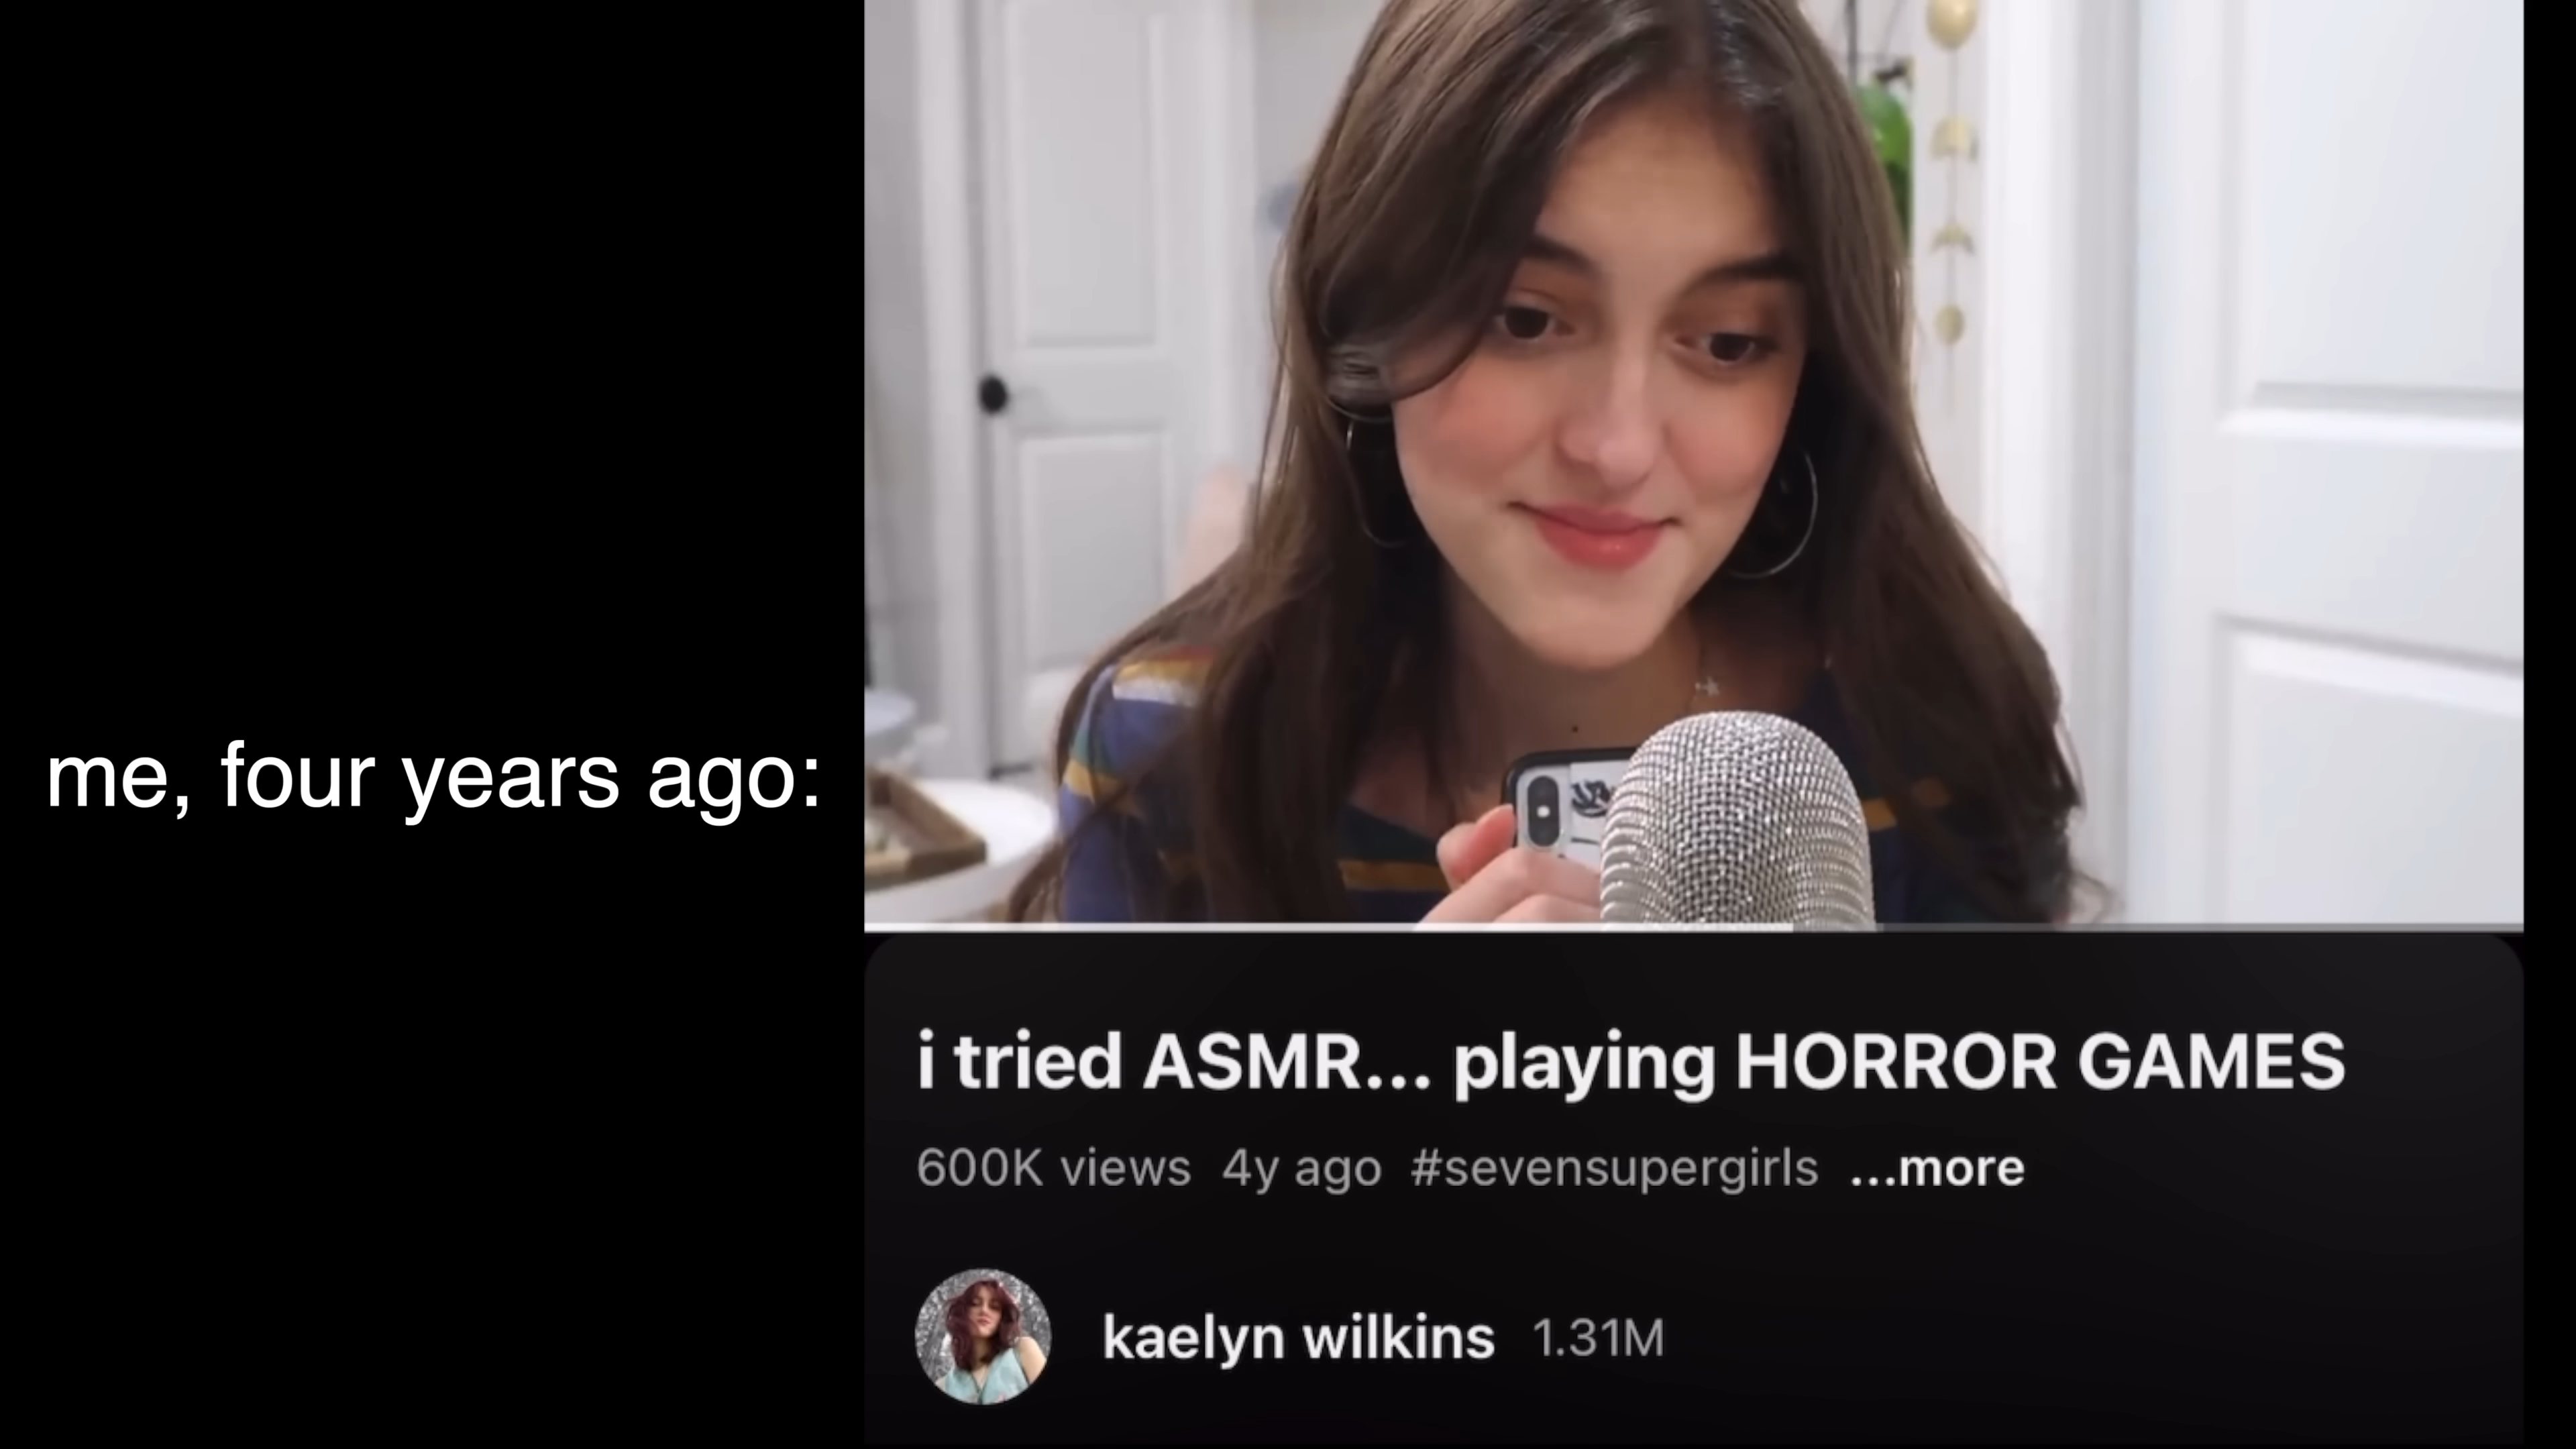 me, four years ago:
i tried ASMR... playing HORROR GAMES
600K views 4y ago #sevensupergirls ...more
kaelyn wilkins 1.31M